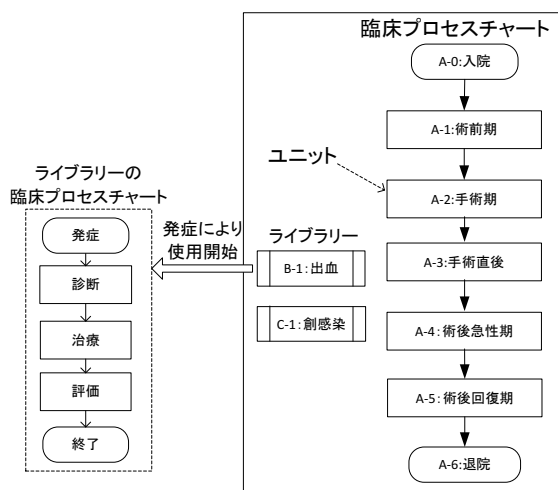 臨床プロセスチャート
A-0:入院
A-1:術前期
ユニット
A-2:手術期
A-3:手術直後
A-4:術後急性期
A-5:術後回復期
A-6:退院
ライブラリー
B-1:出血
C-1:創感染
発症により
使用開始
ライブラリーの
臨床プロセスチャート
発症
診断
治療
評価
終了